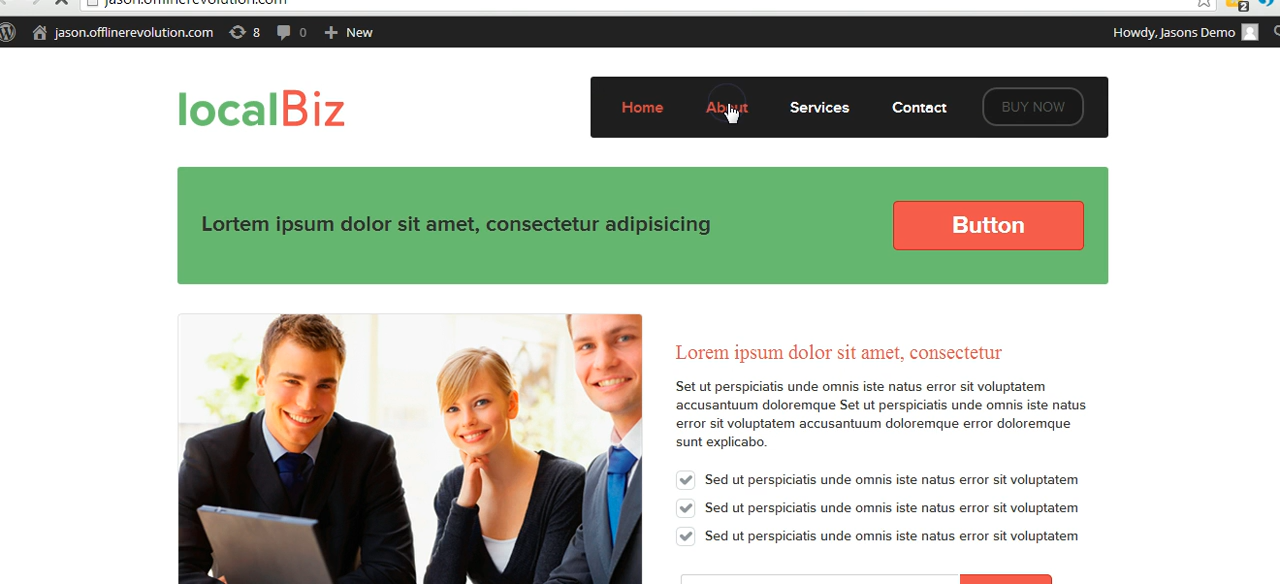 jason.offlinerevolution.com
2
jason.offlinerevolution.com 8 0 New Howdy, Jasons Demo
localBiz
Home About Services Contact BUY NOW
Lortem ipsum dolor sit amet, consectetur adipisicing
Button
Lorem ipsum dolor sit amet, consectetur
Set ut perspiciatis unde omnis iste natus error sit voluptatem
accusantuum doloremque Set ut perspiciatis unde omnis iste natus
error sit voluptatem accusantuum doloremque error doloremque
sunt explicabo.
Sed ut perspiciatis unde omnis iste natus error sit voluptatem
Sed ut perspiciatis unde omnis iste natus error sit voluptatem
Sed ut perspiciatis unde omnis iste natus error sit voluptatem